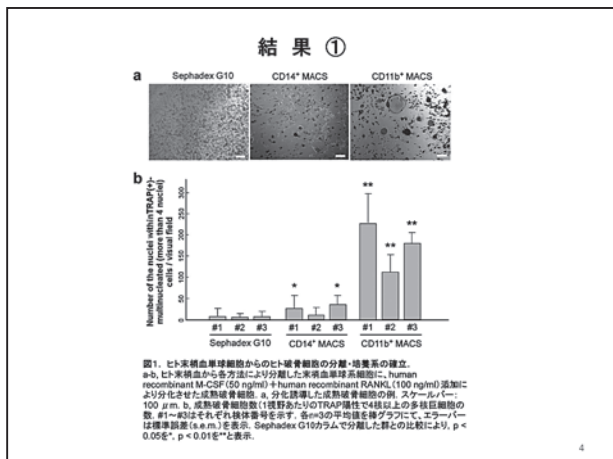 結 果 ①
a
Sephadex G10
CD14⁺ MACS
CD11b⁺ MACS
b
Number of the nuclei withinTRAP(+)-
multinucleated (more than 4 nuclei)
cells / visual field
300
250
200
150
100
50
0
*
*
**
**
**
#1 #2 #3 #1 #2 #3 #1 #2 #3
Sephadex G10 CD14⁺ MACS CD11b⁺ MACS
図1. ヒト末梢血単球細胞からのヒト破骨細胞の分離・培養系の確立.
a-b, ヒト末梢血から各方法により分離した末梢血単球系細胞に、human
recombinant M-CSF(50 ng/ml)+human recombinant RANKL(100 ng/ml)添加に
より分化させた成熟破骨細胞. a, 分化誘導した成熟破骨細胞の例. スケールバー:
100 μm. b, 成熟破骨細胞数(1視野あたりのTRAP陽性で4核以上の多核巨細胞の
数. #1~#3はそれぞれ検体番号を示す. 各n=3の平均値を棒グラフにて、エラーバー
は標準誤差(s.e.m.)を表示. Sephadex G10カラムで分離した群との比較により, p <
0.05を*, p < 0.01を**と表示.
4